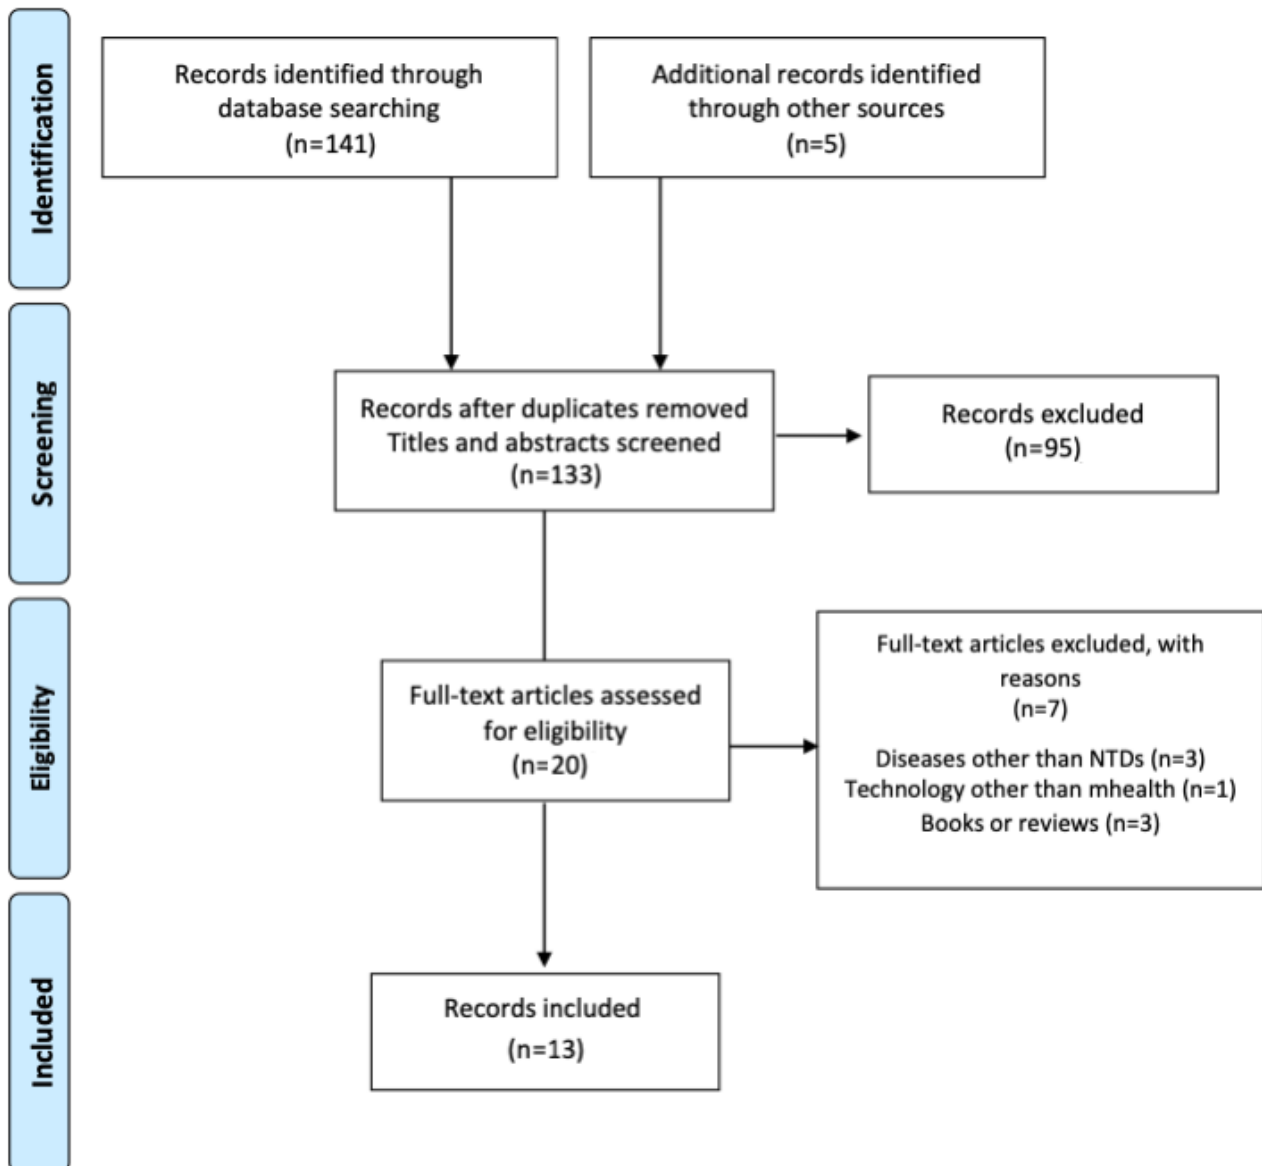 Identification
Records identified through
database searching
(n=141)
Additional records identified
through other sources
(n=5)
Screening
Records after duplicates removed
Titles and abstracts screened
(n=133)
Records excluded
(n=95)
Eligibility
Full-text articles assessed
for eligibility
(n=20)
Full-text articles excluded, with
reasons
(n=7)
Diseases other than NTDs (n=3)
Technology other than mhealth (n=1)
Books or reviews (n=3)
Included
Records included
(n=13)